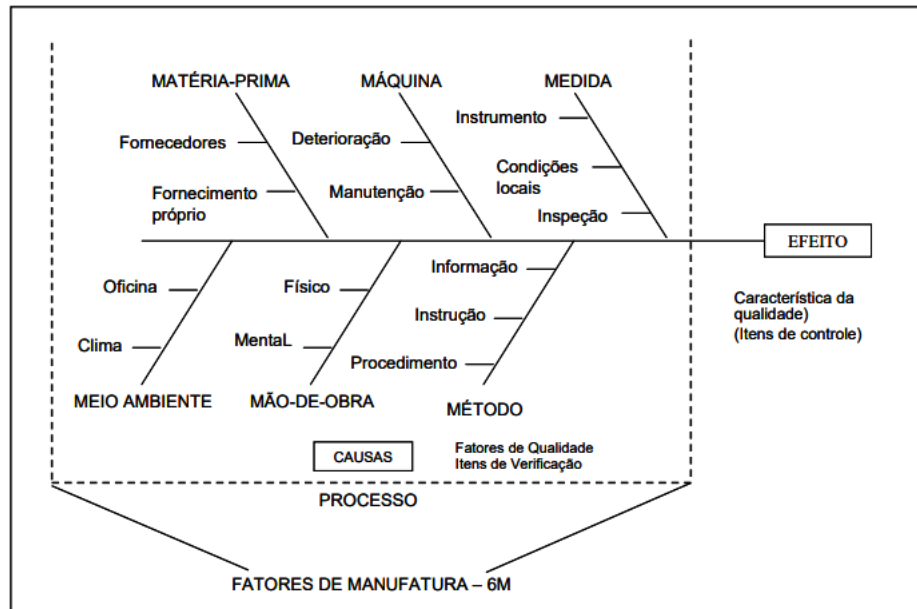 MATÉRIA-PRIMA
MÁQUINA
MEDIDA
Fornecedores
Fornecimento
próprio
Deterioração
Manutenção
Instrumento
Condições
locais
Inspeção
EFEITO
Característica da
qualidade)
(Itens de controle)
Oficina
Clima
MEIO AMBIENTE
Físico
MentaL
MÃO-DE-OBRA
Informação
Instrução
Procedimento
MÉTODO
CAUSAS
Fatores de Qualidade
Itens de Verificação
PROCESSO
FATORES DE MANUFATURA – 6M